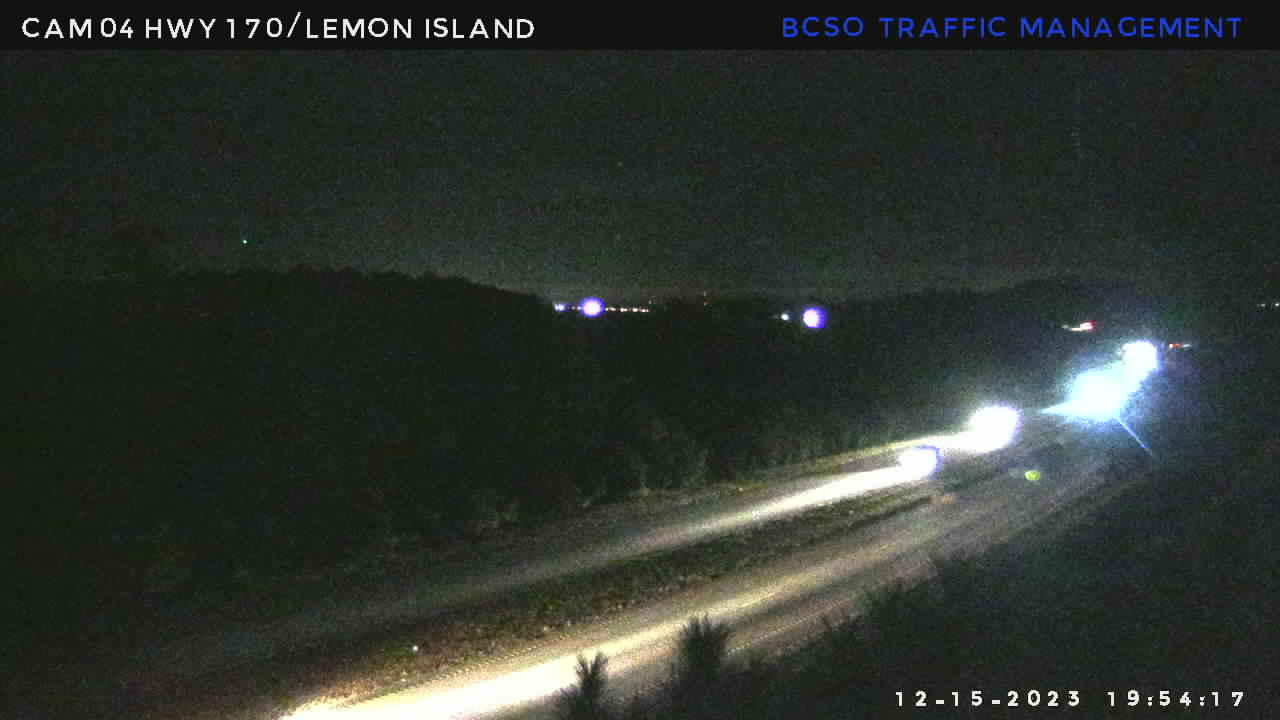 CAM04 HWY 170/LEMON ISLAND
BCSO TRAFFIC MANAGEMENT
12-15-2023 19:54:17